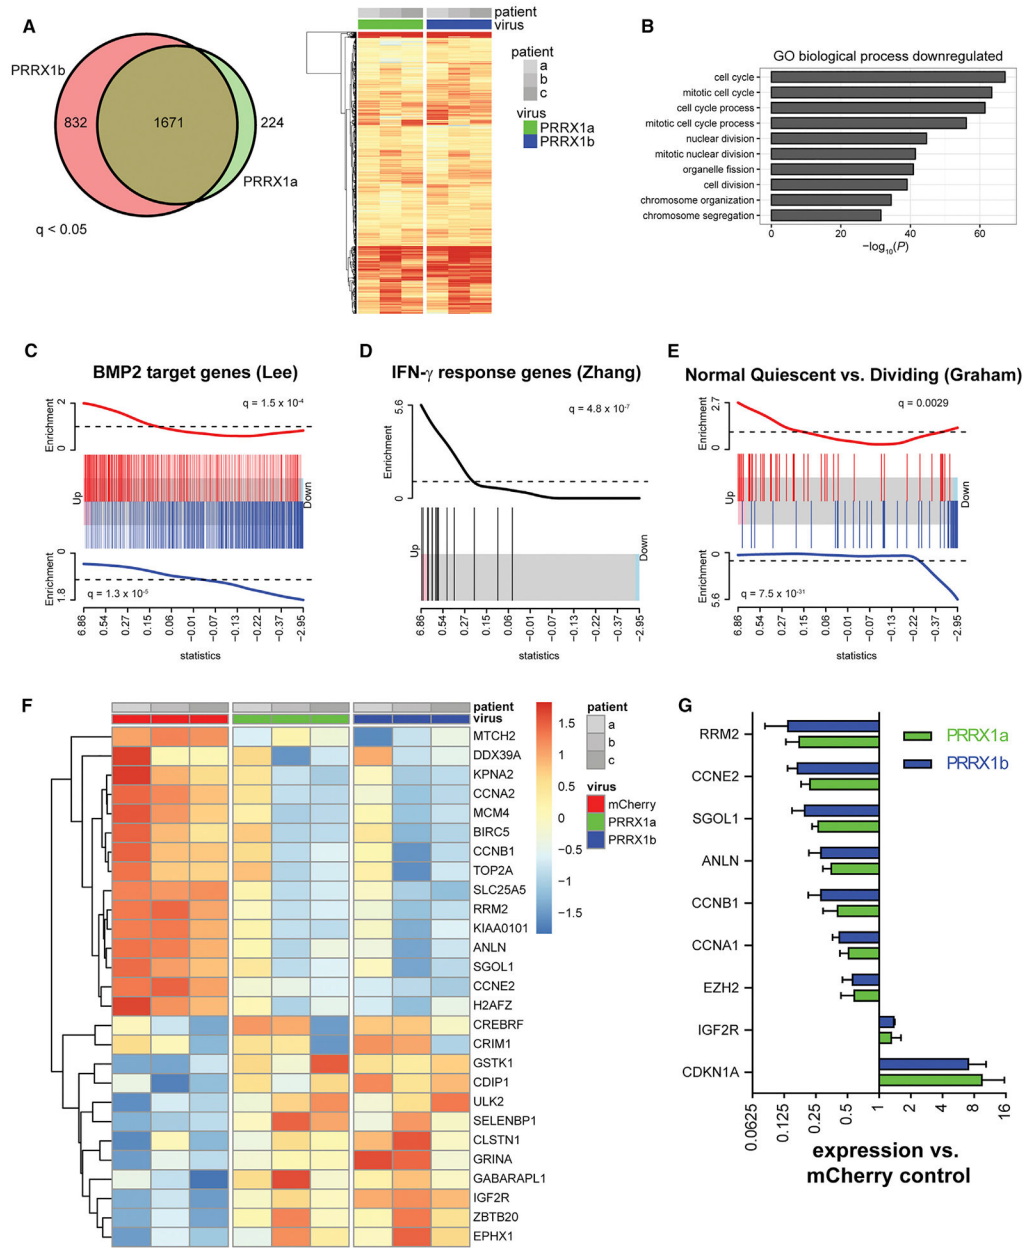 A
PRRX1b
832
1671
224
PRRX1a
q < 0.05
patient
virus
patient
a
b
c
virus
PRRX1a
PRRX1b
B
GO biological process downregulated
cell cycle
mitotic cell cycle
cell cycle process
mitotic cell cycle process
nuclear division
mitotic nuclear division
organelle fission
cell division
chromosome organization
chromosome segregation
0 20 40 60
−log10(P)
C
BMP2 target genes (Lee)
2
0
Enrichment
q = 1.5 x 10-4
Up
Down
0
1.8
Enrichment
q = 1.3 x 10-5
6.86 0.54 0.27 0.15 0.06 −0.01 −0.07 −0.13 −0.22 −0.37 −2.95
statistics
D
IFN-γ response genes (Zhang)
5.6
0
Enrichment
q = 4.8 x 10-7
Up
Down
6.86 0.54 0.27 0.15 0.06 −0.01 −0.07 −0.13 −0.22 −0.37 −2.95
statistics
E
Normal Quiescent vs. Dividing (Graham)
2.7
0
Enrichment
q = 0.0029
Up
Down
0
5.6
Enrichment
q = 7.5 x 10-31
6.86 0.54 0.27 0.15 0.06 −0.01 −0.07 −0.13 −0.22 −0.37 −2.95
statistics
F
patient
virus
MTCH2
DDX39A
KPNA2
CCNA2
MCM4
BIRC5
CCNB1
TOP2A
SLC25A5
RRM2
KIAA0101
ANLN
SGOL1
CCNE2
H2AFZ
CREBRF
CRIM1
GSTK1
CDIP1
ULK2
SELENBP1
CLSTN1
GRINA
GABARAPL1
IGF2R
ZBTB20
EPHX1
1.5
1
0.5
0
−0.5
−1
−1.5
patient
a
b
c
virus
mCherry
PRRX1a
PRRX1b
G
PRRX1a
PRRX1b
RRM2
CCNE2
SGOL1
ANLN
CCNB1
CCNA1
EZH2
IGF2R
CDKN1A
0.0625 0.125 0.25 0.5 1 2 4 8 16
expression vs.
mCherry control